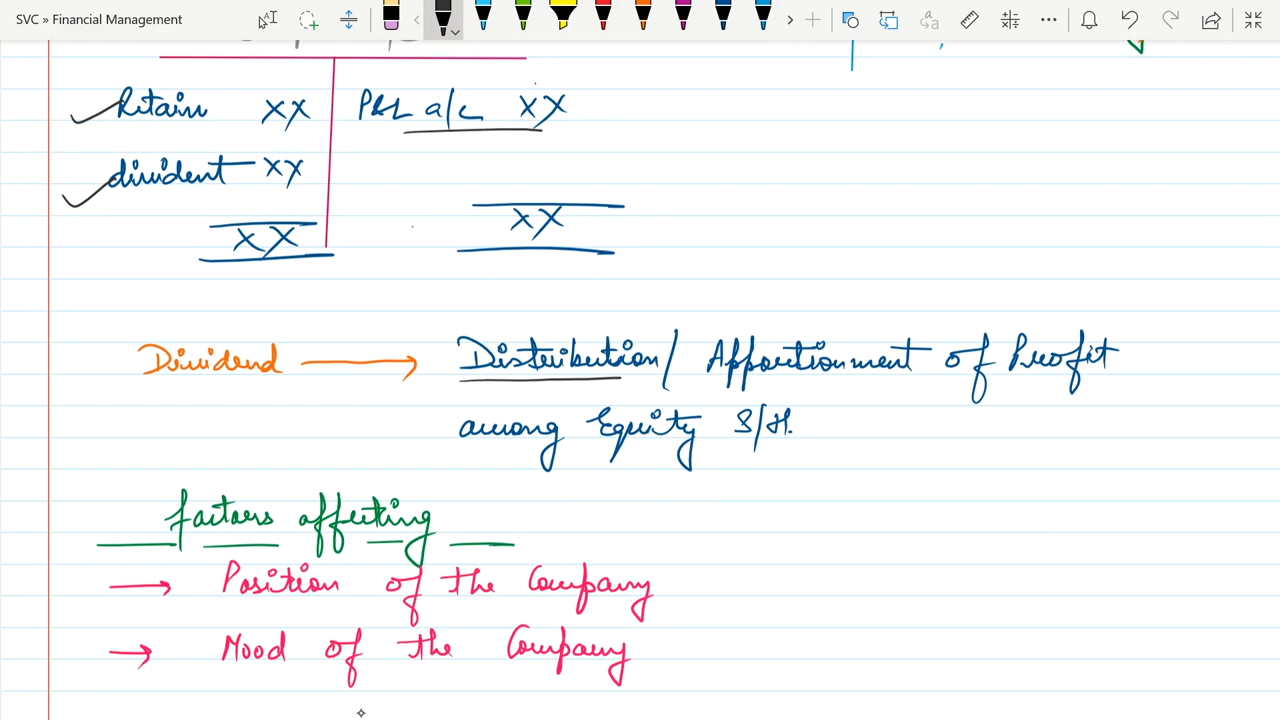 SVC » Financial Management
Retain XX P&L a/c XX
divident XX
XX XX
Dividend → Distribution/ Apportionment of Profit
among Equity S/H.
factors affecting
→ Position of the Company
→ Mood of the Company